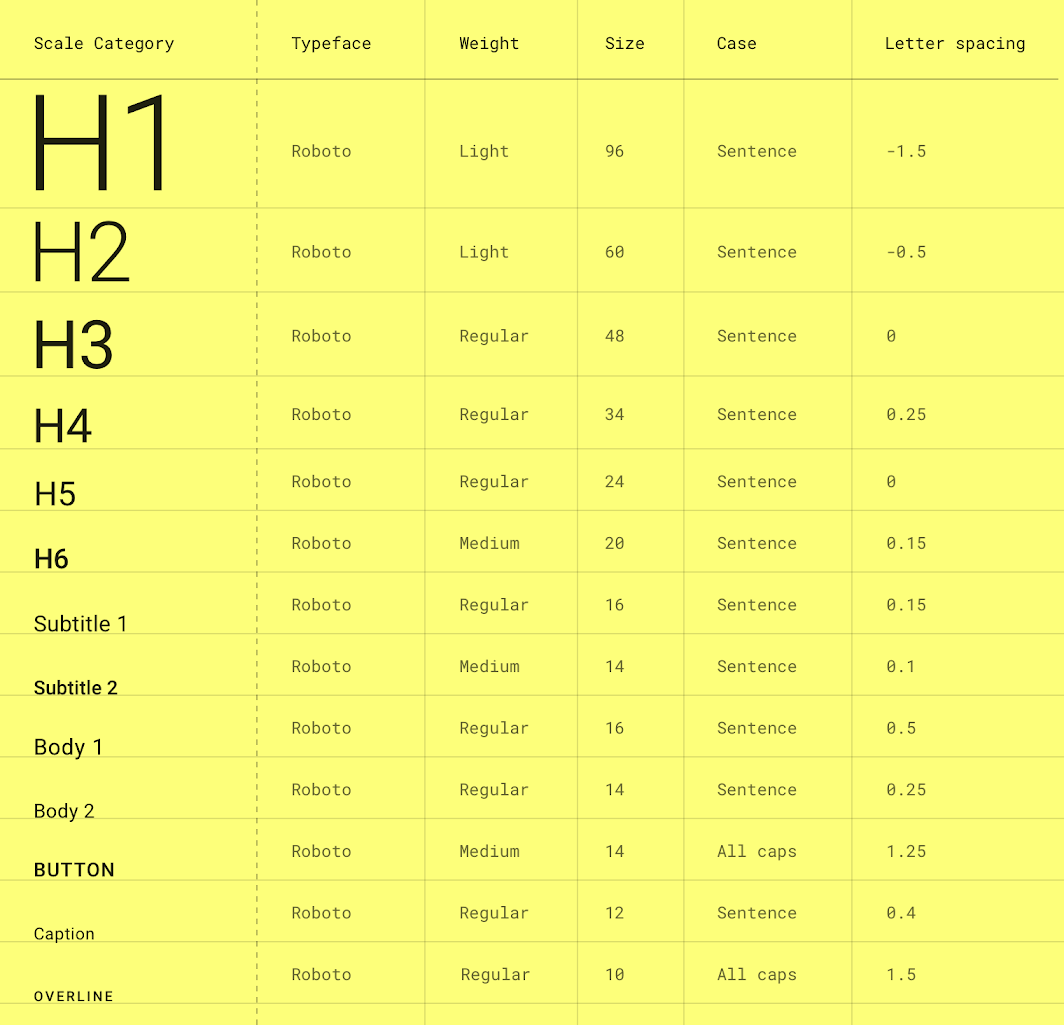 Scale Category Typeface Weight Size Case Letter spacing
H1 Roboto Light 96 Sentence -1.5
H2 Roboto Light 60 Sentence -0.5
H3 Roboto Regular 48 Sentence 0
H4 Roboto Regular 34 Sentence 0.25
H5 Roboto Regular 24 Sentence 0
H6 Roboto Medium 20 Sentence 0.15
Subtitle 1 Roboto Regular 16 Sentence 0.15
Subtitle 2 Roboto Medium 14 Sentence 0.1
Body 1 Roboto Regular 16 Sentence 0.5
Body 2 Roboto Regular 14 Sentence 0.25
BUTTON Roboto Medium 14 All caps 1.25
Caption Roboto Regular 12 Sentence 0.4
OVERLINE Roboto Regular 10 All caps 1.5